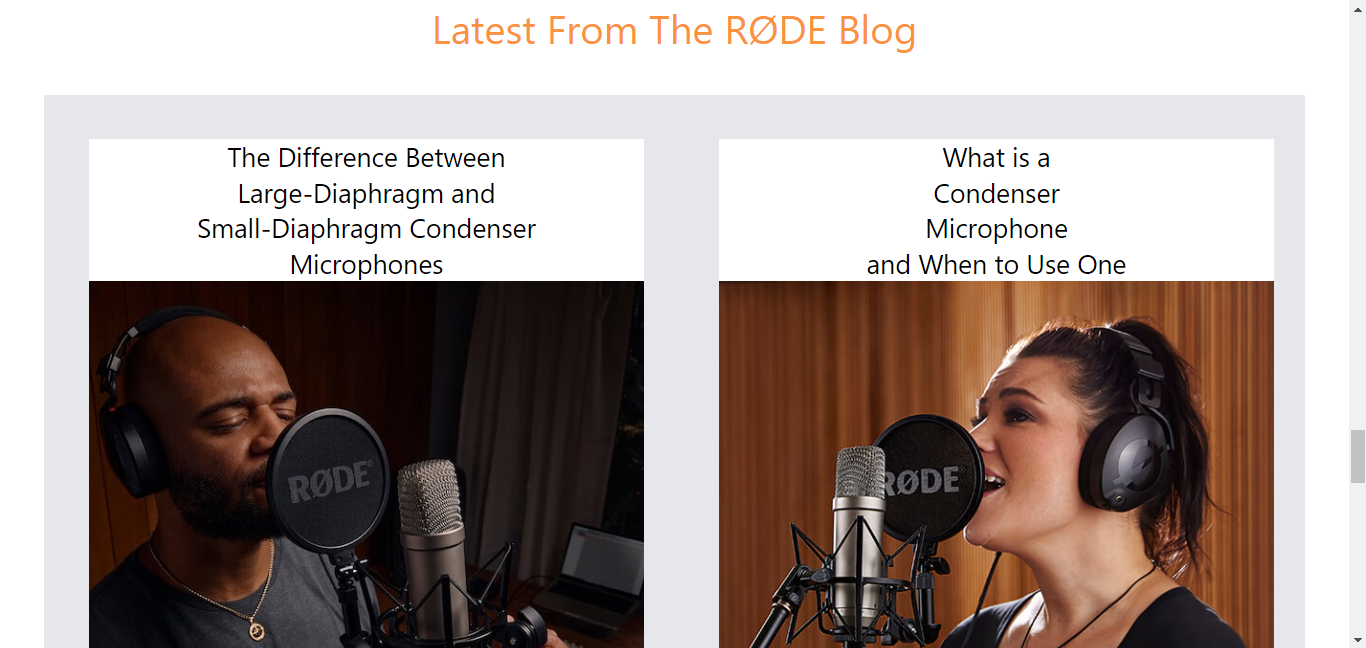 Latest From The RØDE Blog
The Difference Between
Large-Diaphragm and
Small-Diaphragm Condenser
Microphones
What is a
Condenser
Microphone
and When to Use One
RØDE
RØDE